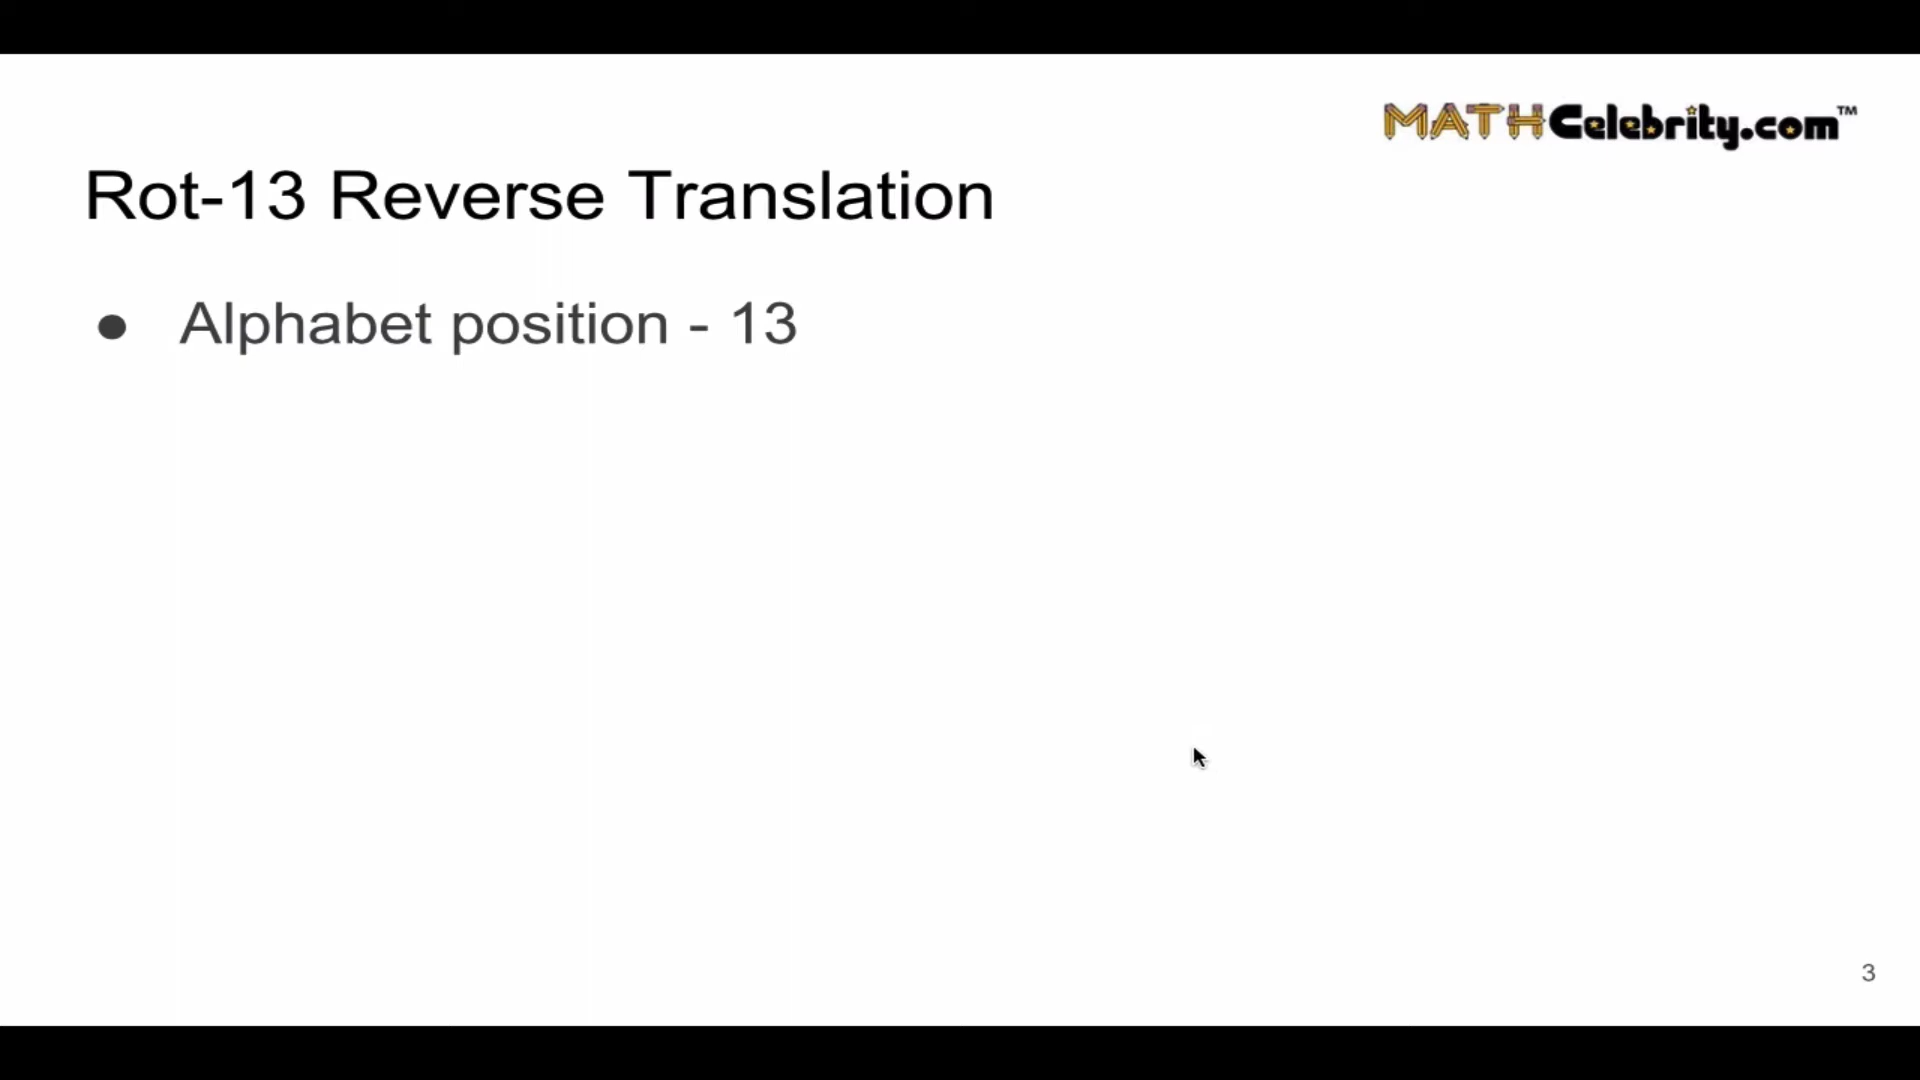 MATHCelebrity.com™
Rot-13 Reverse Translation
● Alphabet position - 13
3